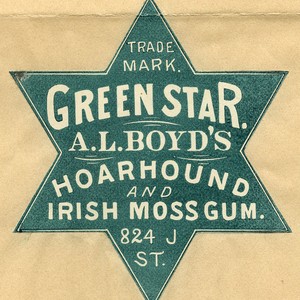 TRADE
MARK.
GREEN STAR.
A.L. BOYD'S
HOARHOUND
AND
IRISH MOSS GUM.
824 J
ST.